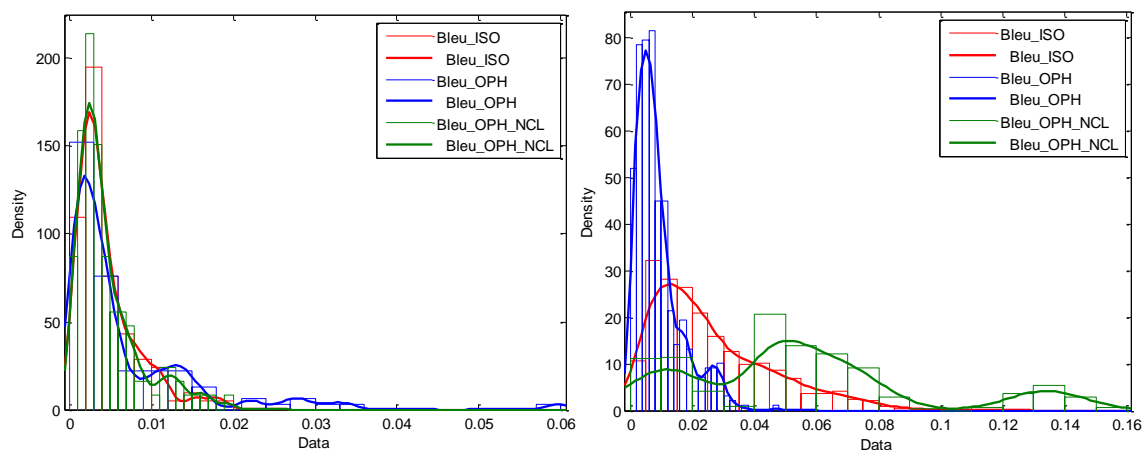 Bleu_ISO
Bleu_ISO
Bleu_OPH
Bleu_OPH
Bleu_OPH_NCL
Bleu_OPH_NCL
200
150
100
50
0
Density
0
0.01
0.02
0.03
0.04
0.05
0.06
Data
Bleu_ISO
Bleu_ISO
Bleu_OPH
Bleu_OPH
Bleu_OPH_NCL
Bleu_OPH_NCL
80
70
60
50
40
30
20
10
0
Density
0
0.02
0.04
0.06
0.08
0.1
0.12
0.14
0.16
Data